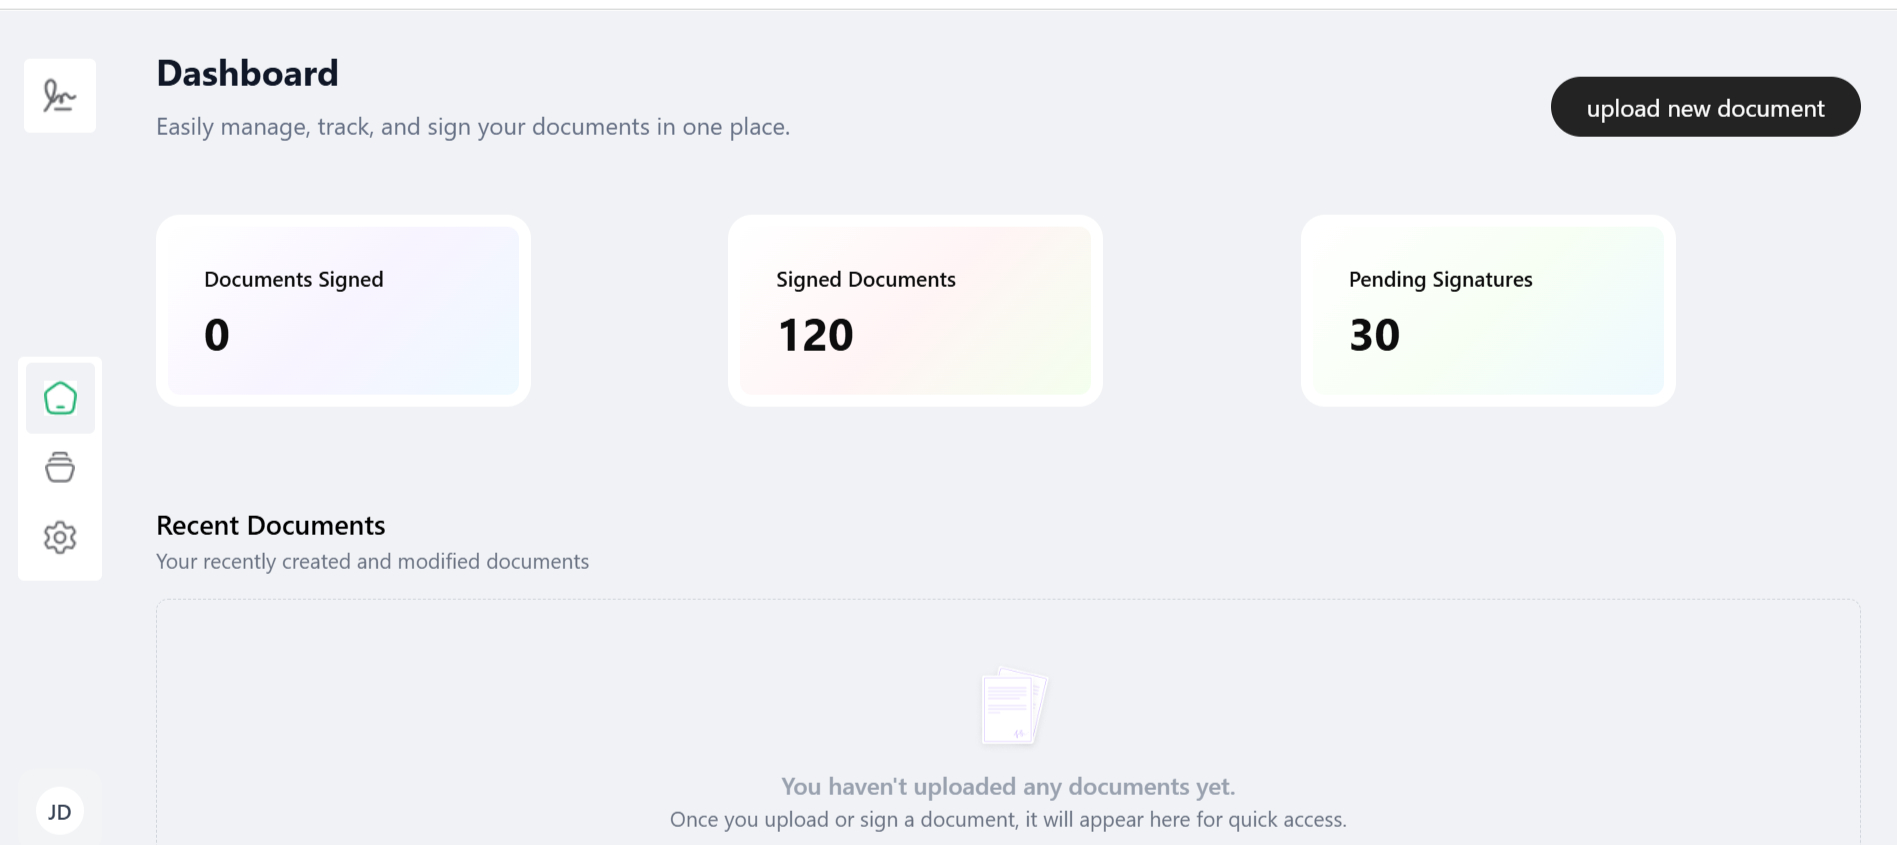 Dashboard
Easily manage, track, and sign your documents in one place.
upload new document
Documents Signed
0
Signed Documents
120
Pending Signatures
30
Recent Documents
Your recently created and modified documents
You haven't uploaded any documents yet.
Once you upload or sign a document, it will appear here for quick access.
JD